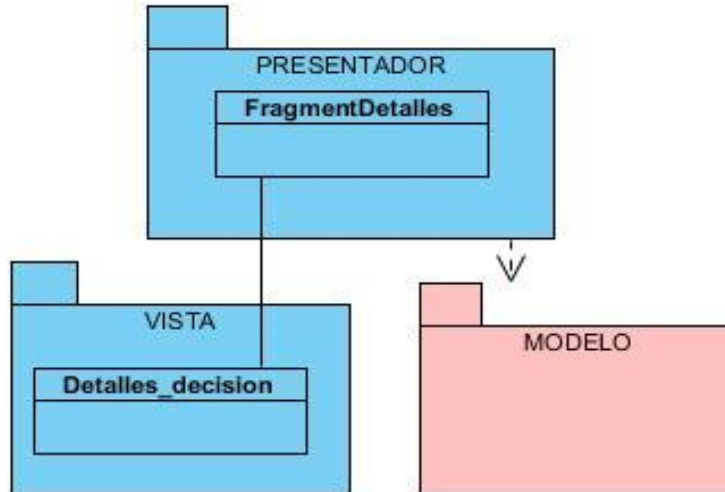 PRESENTADOR
FragmentDetalles
VISTA
Detalles_decision
MODELO